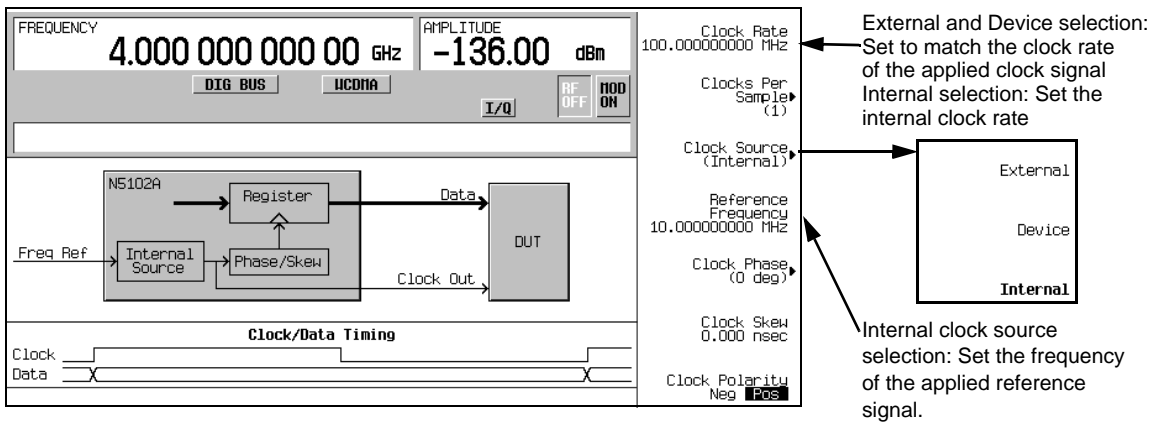 FREQUENCY
4.000 000 000 00 GHz
AMPLITUDE
-136.00 dBm
DIG BUS
WCDMA
I/Q
RF
OFF
MOD
ON
N5102A
Register
Data
Freq Ref
Internal
Source
Phase/Skew
Clock Out
DUT
Clock/Data Timing
Clock
Data
Clock Rate
100.000000000 MHz
Clocks Per
Sample
(1)
Clock Source
(Internal)
Reference
Frequency
10.000000000 MHz
Clock Phase
(0 deg)
Clock Skew
0.000 nsec
Clock Polarity
Neg Pos
External and Device selection:
Set to match the clock rate
of the applied clock signal
Internal selection: Set the
internal clock rate
External
Device
Internal
Internal clock source
selection: Set the frequency
of the applied reference
signal.